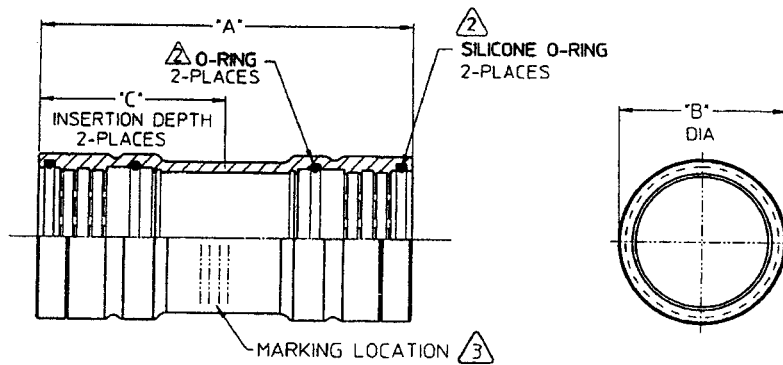 "A"
2
2 O-RING
2-PLACES
SILICONE O-RING
2-PLACES
"C"
INSERTION DEPTH
2-PLACES
"B"
DIA
MARKING LOCATION 3